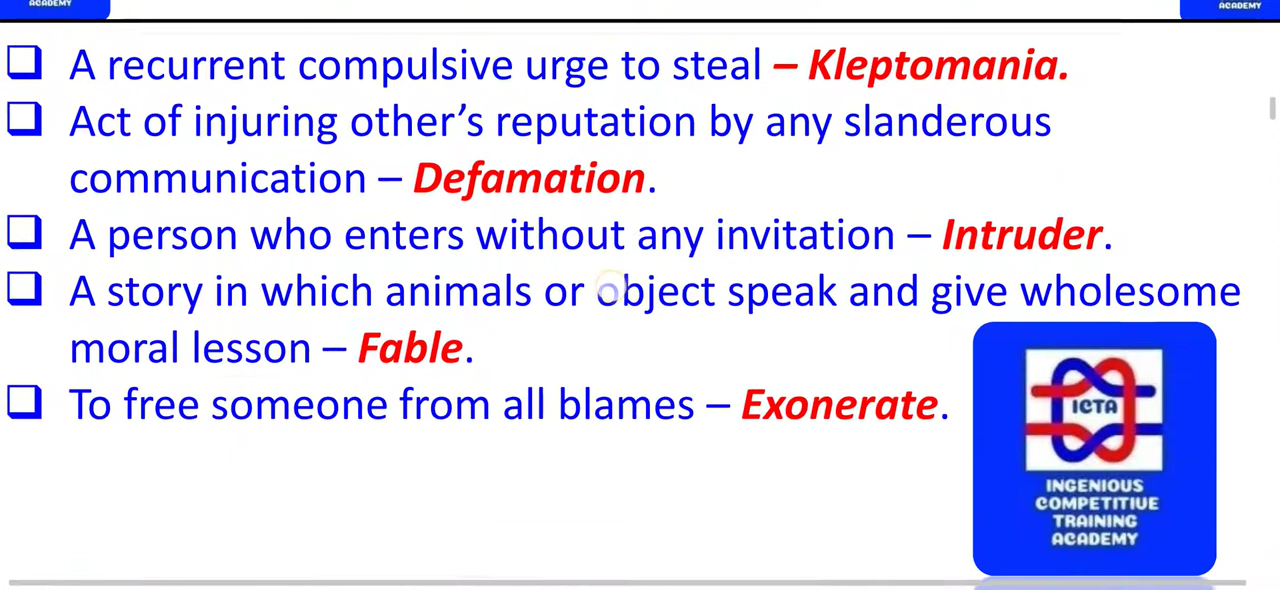 ACADEMY
ACADEMY
❑ A recurrent compulsive urge to steal – Kleptomania.
❑ Act of injuring other’s reputation by any slanderous
communication – Defamation.
❑ A person who enters without any invitation – Intruder.
❑ A story in which animals or object speak and give wholesome
moral lesson – Fable.
❑ To free someone from all blames – Exonerate.
ICTA
INGENIOUS
COMPETITIVE
TRAINING
ACADEMY